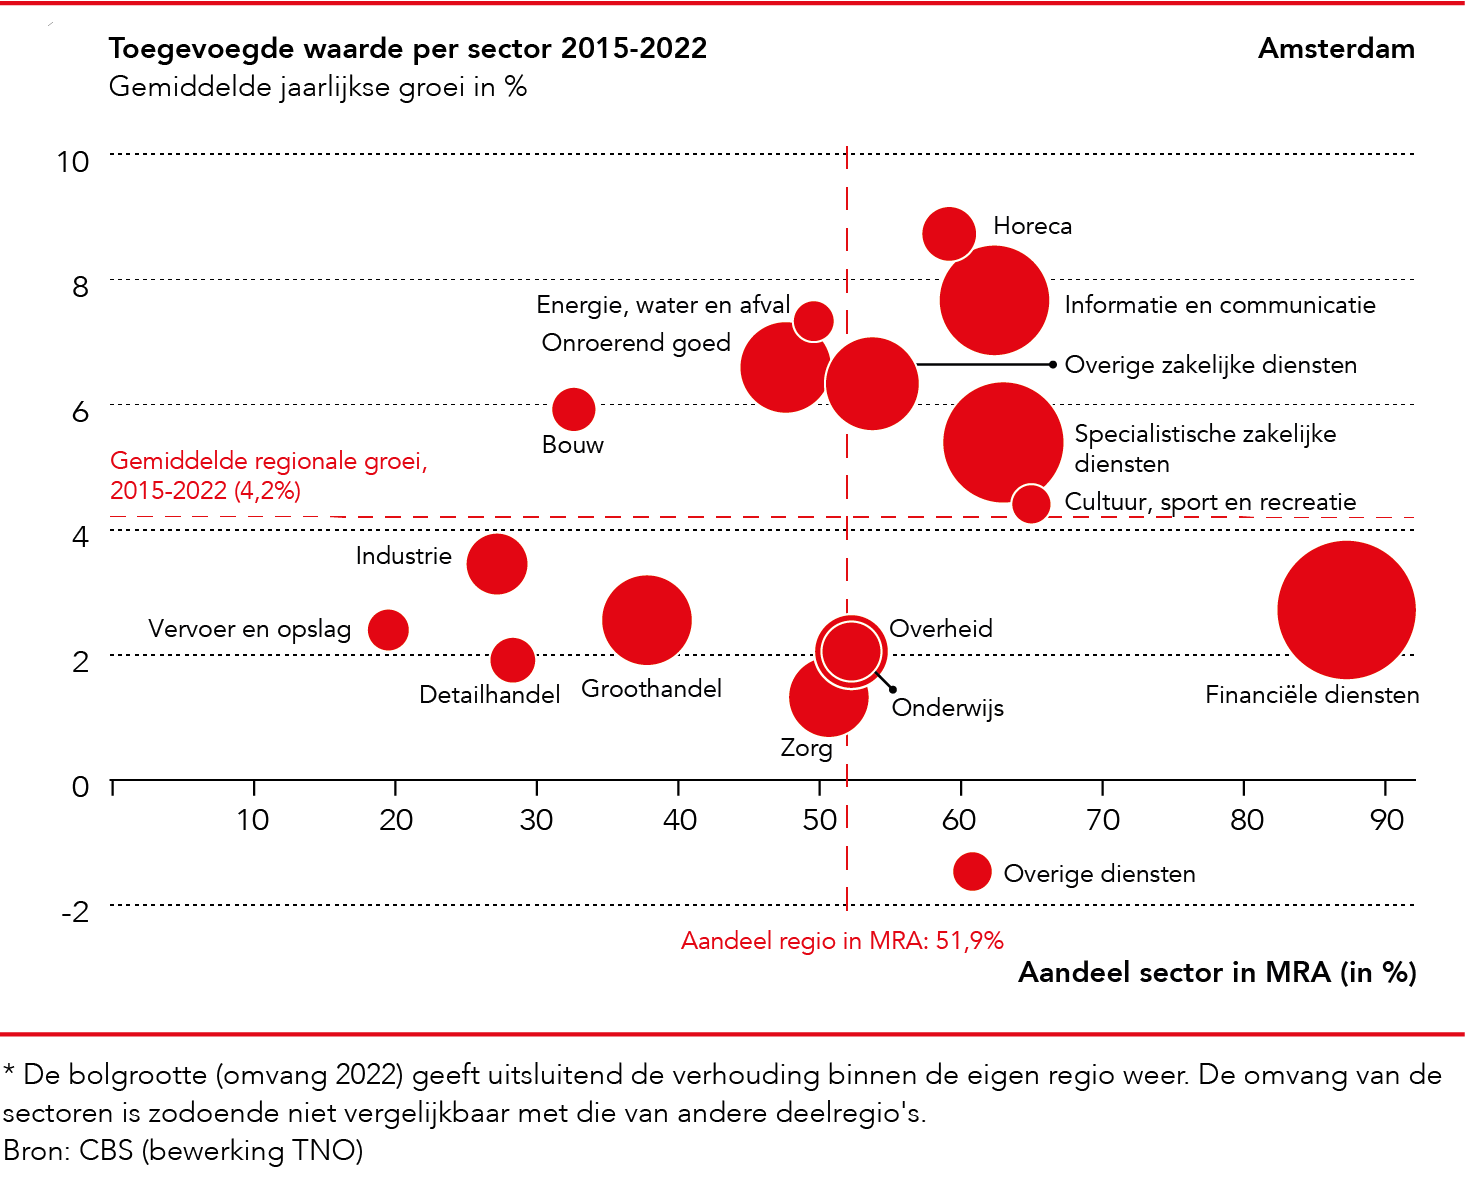 Toegevoegde waarde per sector 2015-2022
Amsterdam
Gemiddelde jaarlijkse groei in %
10
8
6
4
2
0
-2
Horeca
Energie, water en afval
Informatie en communicatie
Onroerend goed
Overige zakelijke diensten
Bouw
Specialistische zakelijke
diensten
Gemiddelde regionale groei,
2015-2022 (4,2%)
Cultuur, sport en recreatie
Industrie
Vervoer en opslag
Overheid
Detailhandel
Groothandel
Financiële diensten
Onderwijs
Zorg
10 20 30 40 50 60 70 80 90
Overige diensten
Aandeel regio in MRA: 51,9%
Aandeel sector in MRA (in %)
* De bolgrootte (omvang 2022) geeft uitsluitend de verhouding binnen de eigen regio weer. De omvang van de
sectoren is zodoende niet vergelijkbaar met die van andere deelregio's.
Bron: CBS (bewerking TNO)